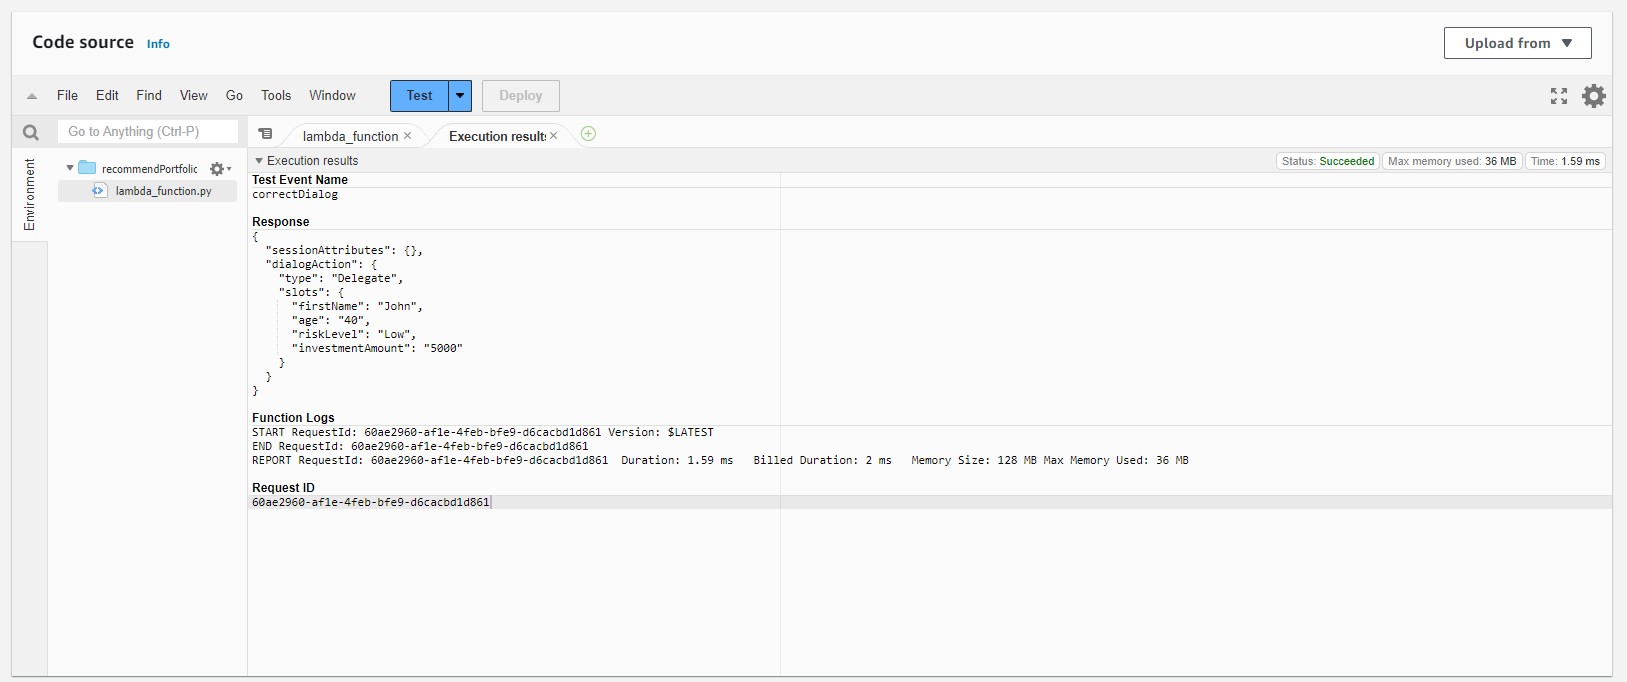 Code source Info
Upload from
File Edit Find View Go Tools Window Test Deploy
Go to Anything (Ctrl-P)
lambda_function Execution results
Environment
recommendPortfolio
lambda_function.py
Execution results
Status: Succeeded Max memory used: 36 MB Time: 1.59 ms
Test Event Name
correctDialog
Response
{
  "sessionAttributes": {},
  "dialogAction": {
    "type": "Delegate",
    "slots": {
      "firstName": "John",
      "age": "40",
      "riskLevel": "Low",
      "investmentAmount": "5000"
    }
  }
}
Function Logs
START RequestId: 60ae2960-af1e-4feb-bfe9-d6cacbd1d861 Version: $LATEST
END RequestId: 60ae2960-af1e-4feb-bfe9-d6cacbd1d861
REPORT RequestId: 60ae2960-af1e-4feb-bfe9-d6cacbd1d861 Duration: 1.59 ms Billed Duration: 2 ms Memory Size: 128 MB Max Memory Used: 36 MB
Request ID
60ae2960-af1e-4feb-bfe9-d6cacbd1d861